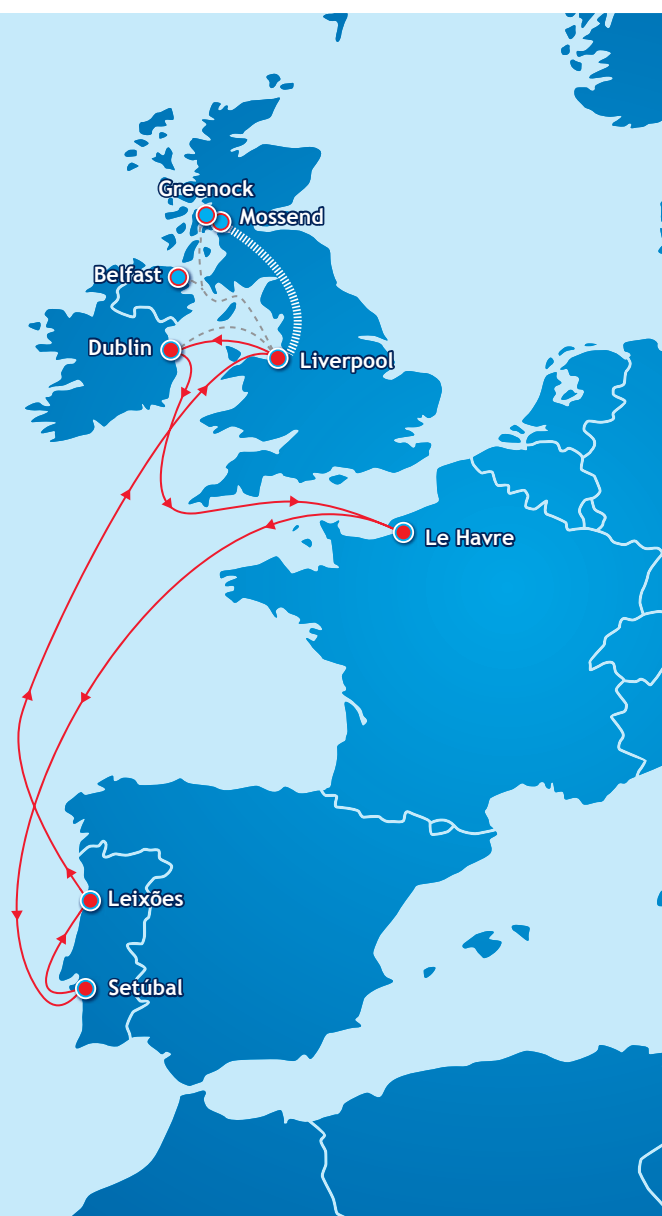 Greenock
Mossend
Belfast
Dublin
Liverpool
Le Havre
Leixões
Setúbal